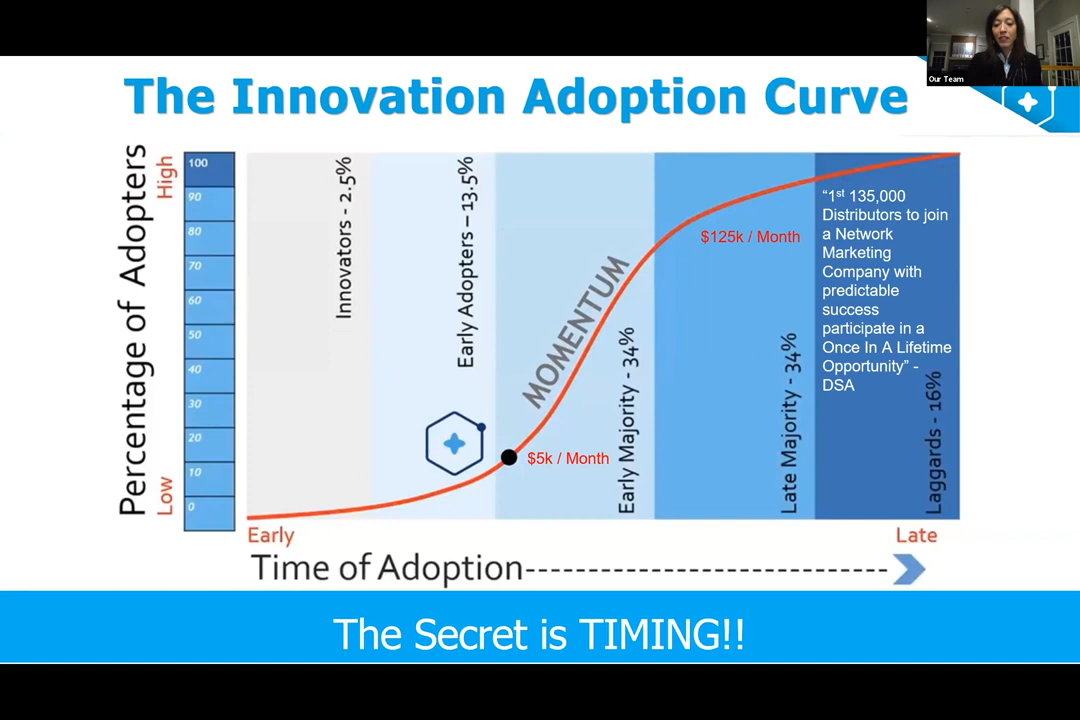 Our Team
The Innovation Adoption Curve
Percentage of Adopters
High
Low
100
90
80
70
60
50
40
30
20
10
0
Innovators - 2.5%
Early Adopters – 13.5%
MOMENTUM
Early Majority - 34%
Late Majority - 34%
Laggards - 16%
$5k / Month
$125k / Month
“1st 135,000
Distributors to join
a Network
Marketing
Company with
predictable
success
participate in a
Once In A Lifetime
Opportunity” -
DSA
Early
Late
Time of Adoption
The Secret is TIMING!!